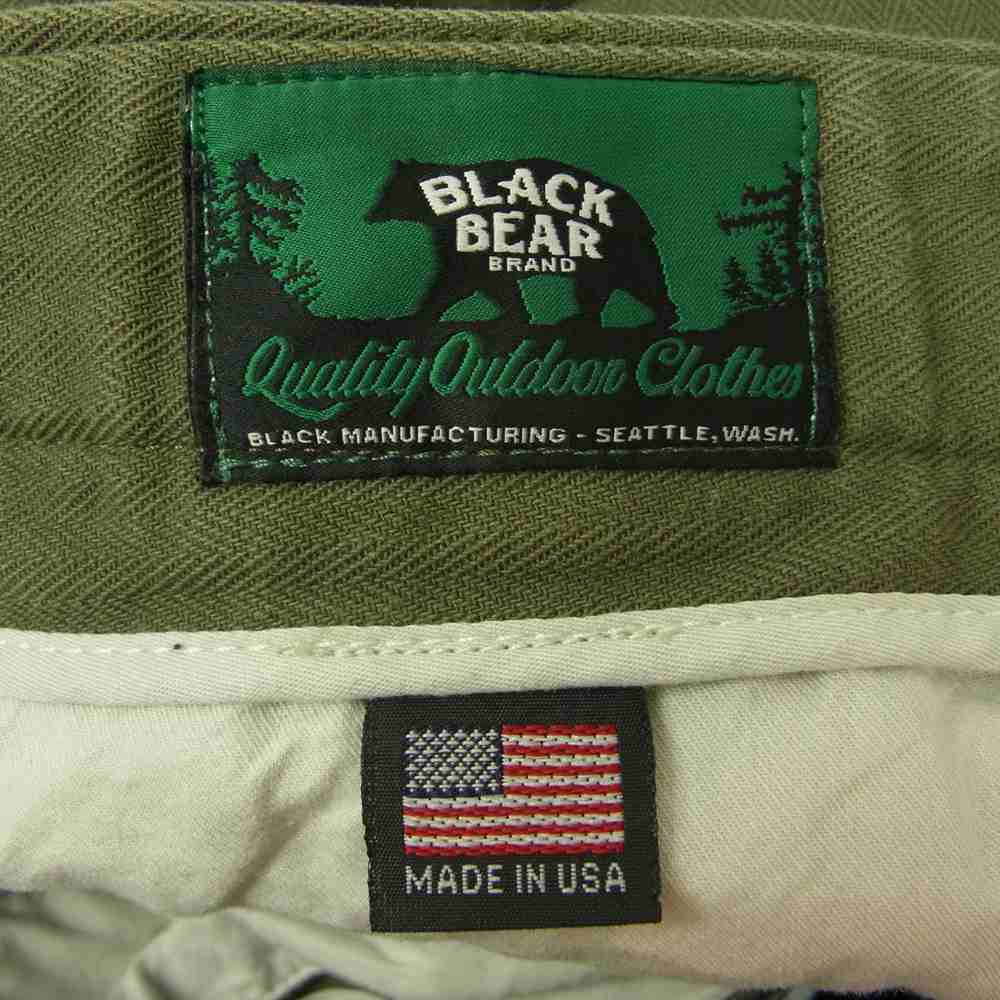 BLACK
BEAR
BRAND
Quality Outdoor Clothes
BLACK MANUFACTURING - SEATTLE, WASH.
MADE IN USA